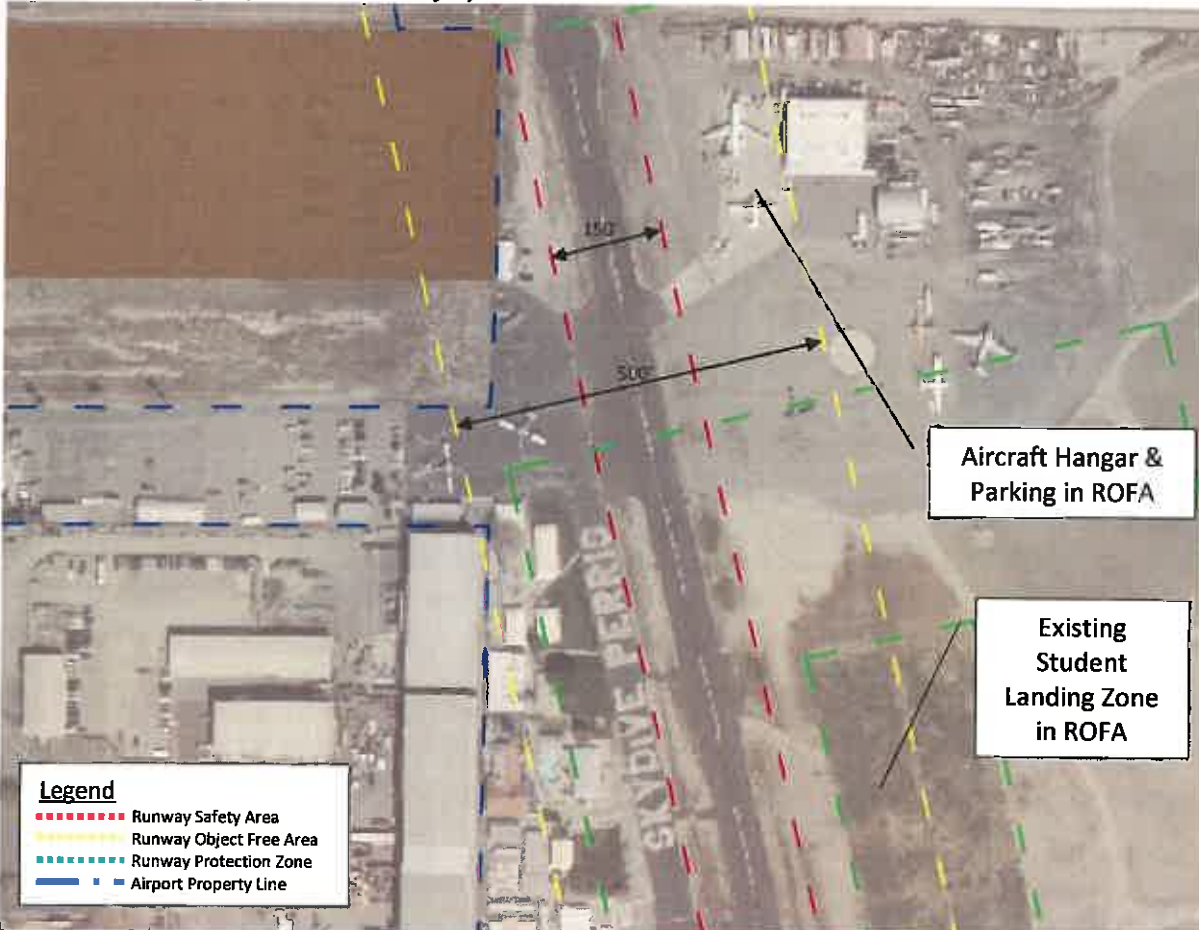 150'
500'
Aircraft Hangar &
Parking in ROFA
Existing
Student
Landing Zone
in ROFA
SKYDIVE PERRIS
Legend
Runway Safety Area
Runway Object Free Area
Runway Protection Zone
Airport Property Line